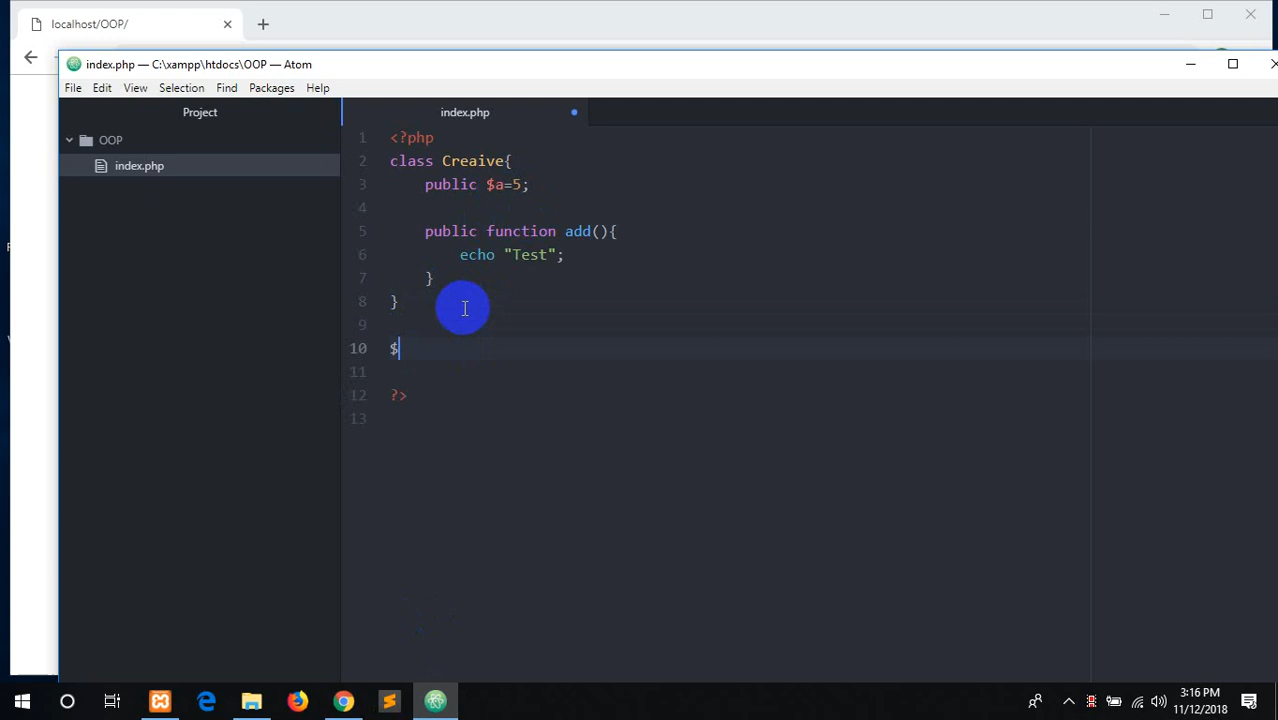 localhost/OOP/
index.php — C:\xampp\htdocs\OOP — Atom
File Edit View Selection Find Packages Help
Project
index.php
OOP
index.php
1 <?php
2 class Creaive{
3 public $a=5;
4
5 public function add(){
6 echo "Test";
7 }
8 }
9
10 $
11
12 ?>
13
3:16 PM
11/12/2018